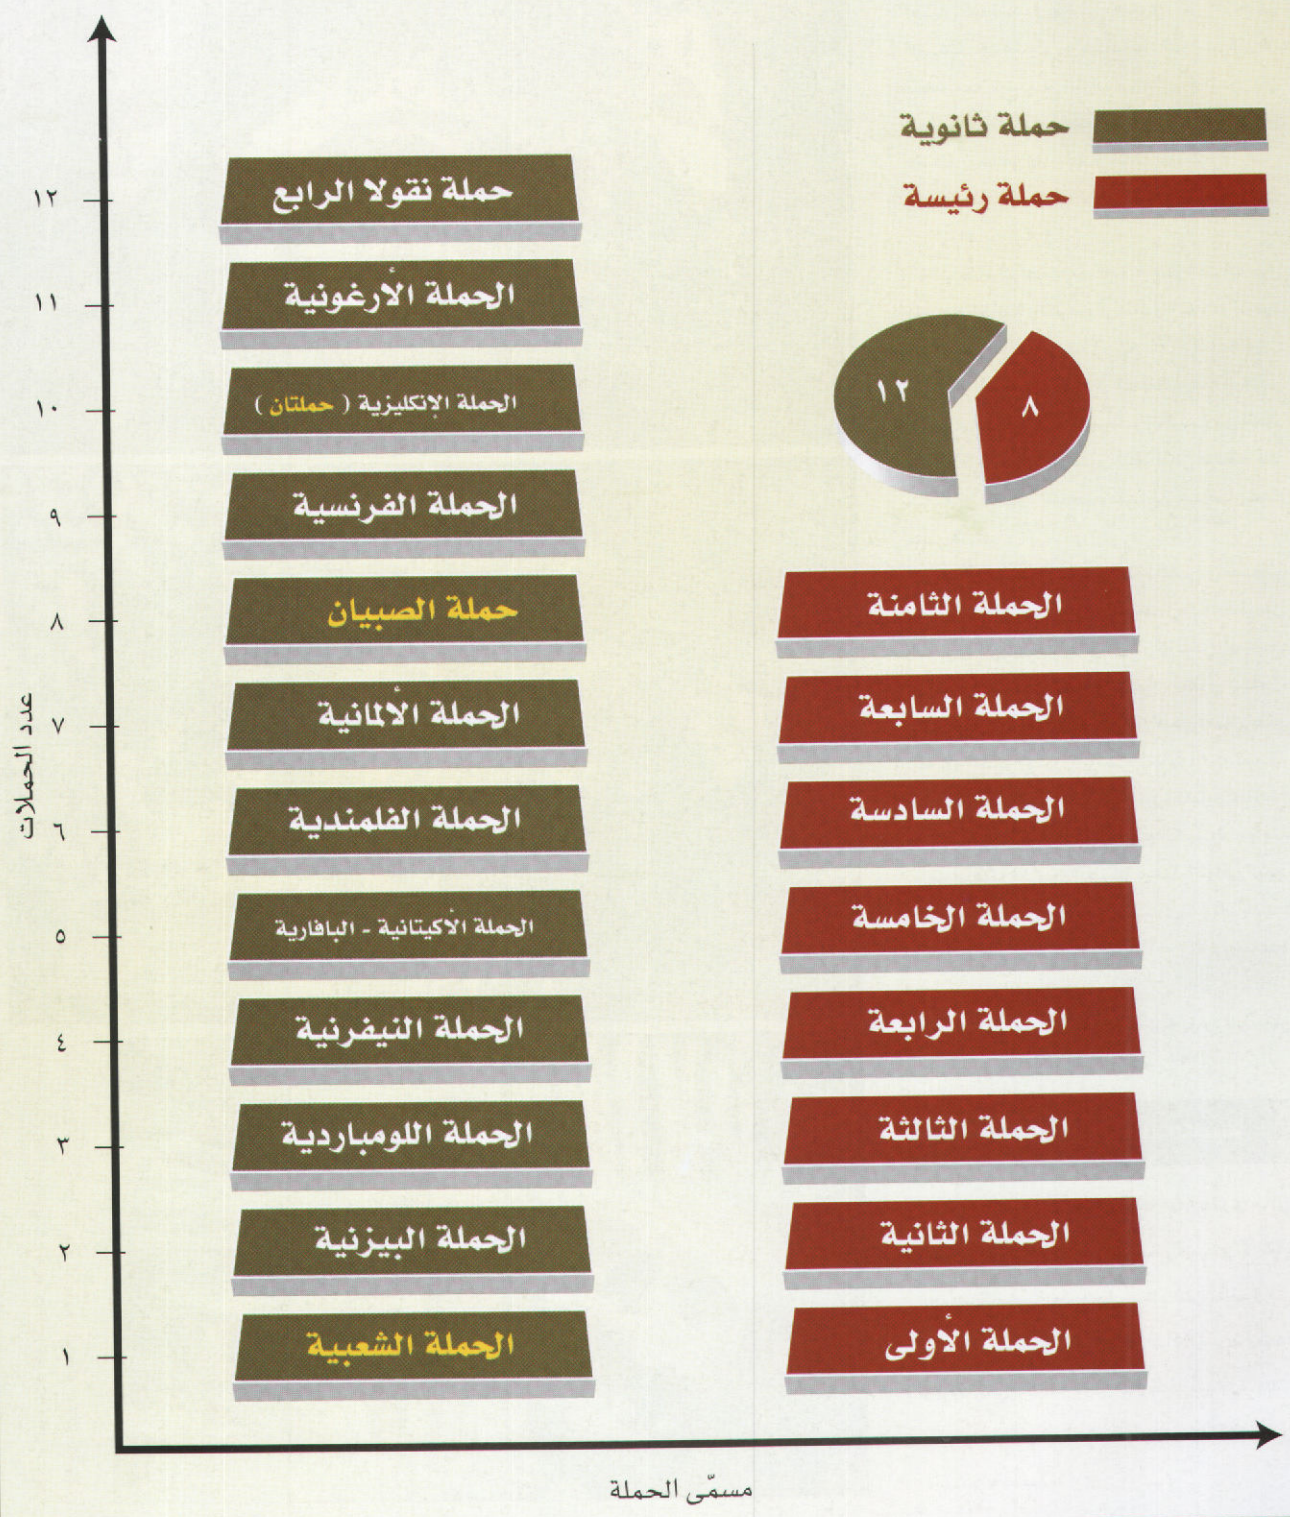 حملة ثانوية
حملة رئيسة
١٢
٨
عدد الحملات
١٢
١١
١٠
٩
٨
٧
٦
٥
٤
٣
٢
١
حملة نقولا الرابع
الحملة الأرغونية
الحملة الإنكليزية ( حملتان )
الحملة الفرنسية
حملة الصبيان
الحملة الألمانية
الحملة الفلمندية
الحملة الأكيتانية - البافارية
الحملة النيفرنية
الحملة اللومباردية
الحملة البيزنية
الحملة الشعبية
الحملة الثامنة
الحملة السابعة
الحملة السادسة
الحملة الخامسة
الحملة الرابعة
الحملة الثالثة
الحملة الثانية
الحملة الأولى
مسمّى الحملة